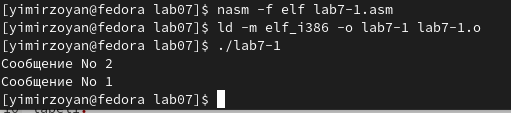 [yimirzoyan@fedora lab07]$ nasm -f elf lab7-1.asm
[yimirzoyan@fedora lab07]$ ld -m elf_i386 -o lab7-1 lab7-1.o
[yimirzoyan@fedora lab07]$ ./lab7-1
Сообщение No 2
Сообщение No 1
[yimirzoyan@fedora lab07]$